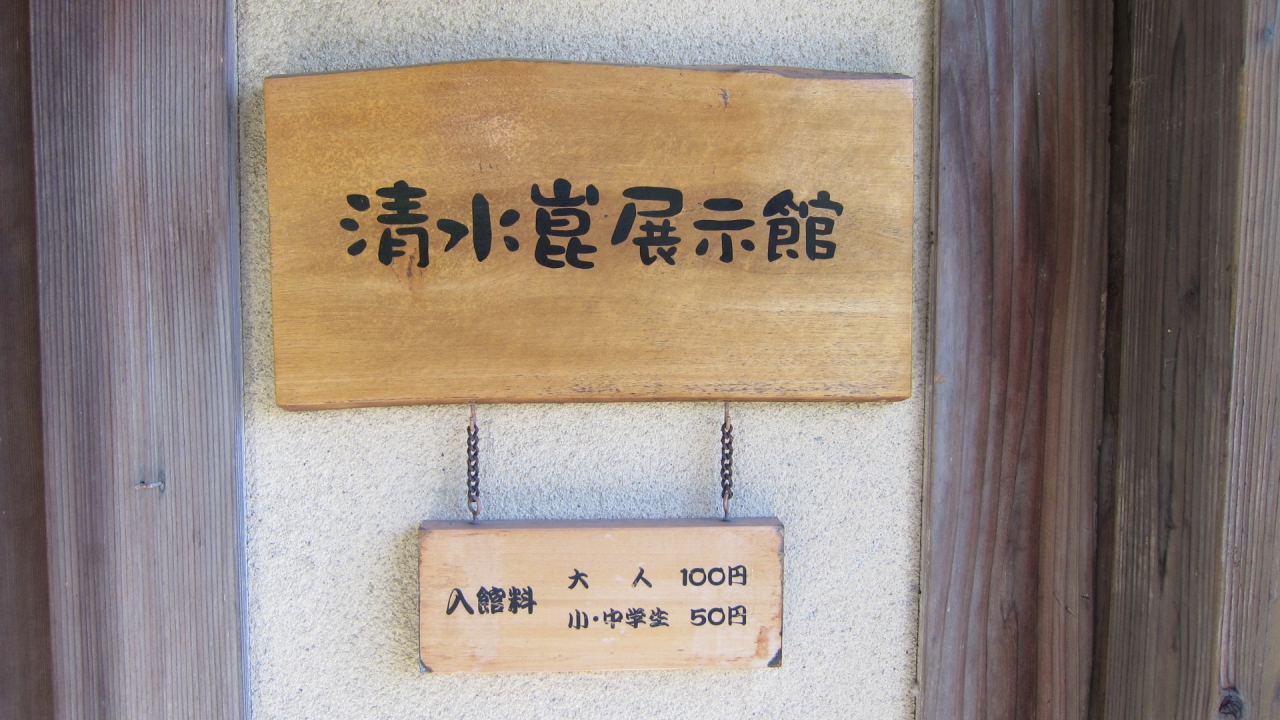 清水崑展示館
入館料
大人 100円
小・中学生 50円